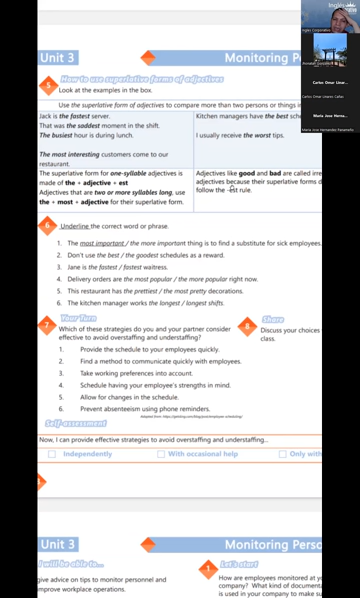 Inglés
Inglés Corporativo
Carlos Omar Linar...
Carlos Omar Linares Cañas
Maria Jose Herna...
Unit 3
Monitoring Pe
5
How to use superlative forms of adjectives
Look at the examples in the box.
Use the superlative form of adjectives to compare more than two persons or things i
Jack is the fastest server.
That was the saddest moment in the shift.
The busiest hour is during lunch.
The most interesting customers come to our
restaurant.
Kitchen managers have the best sche
I usually receive the worst tips.
The superlative form for one-syllable adjectives is
made of the + adjective + est
Adjectives that are two or more syllables long, use
the + most + adjective for their superlative form.
Adjectives like good and bad are called irre
adjectives because their superlative forms d
follow the -est rule.
6
Underline the correct word or phrase.
1. The most important / the more important thing is to find a substitute for sick employees.
2. Don't use the best / the goodest schedules as a reward.
3. Jane is the fastest / fastest waitress.
4. Delivery orders are the most popular / the more popular right now.
5. This restaurant has the prettiest / the most pretty decorations.
6. The kitchen manager works the longest / longest shifts.
7
Your Turn
Which of these strategies do you and your partner consider
effective to avoid overstaffing and understaffing?
1. Provide the schedule to your employees quickly.
2. Find a method to communicate quickly with employees.
3. Take working preferences into account.
4. Schedule having your employee's strengths in mind.
5. Allow for changes in the schedule.
6. Prevent absenteeism using phone reminders.
8
Share
Discuss your choices
class.
Self-assessment
Now, I can provide effective strategies to avoid overstaffing and understaffing...
Independently
With occasional help
Only with
Unit 3
Monitoring Perso
I will be able to...
give advice on tips to monitor personnel and
mprove workplace operations.
1
Let's start
How are employees monitored at yo
company? What kind of document
is used in your company to make su